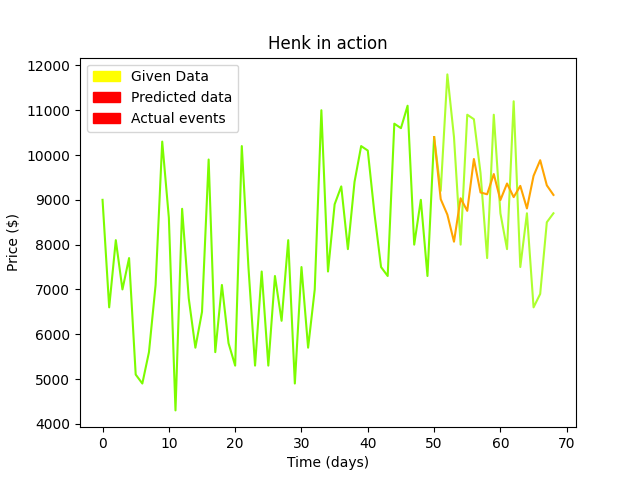 Henk in action
Given Data
Predicted data
Actual events
Price ($)
12000
11000
10000
9000
8000
7000
6000
5000
4000
0 10 20 30 40 50 60 70
Time (days)